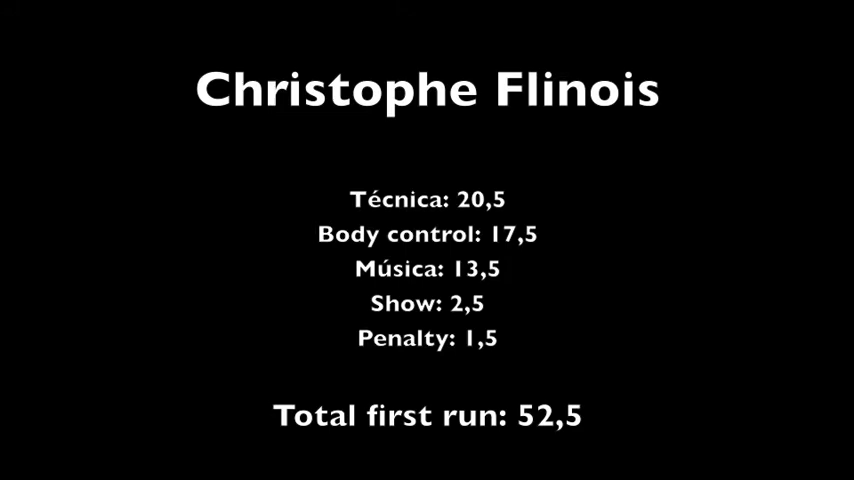 Christophe Flinois
Técnica: 20,5
Body control: 17,5
Música: 13,5
Show: 2,5
Penalty: 1,5
Total first run: 52,5